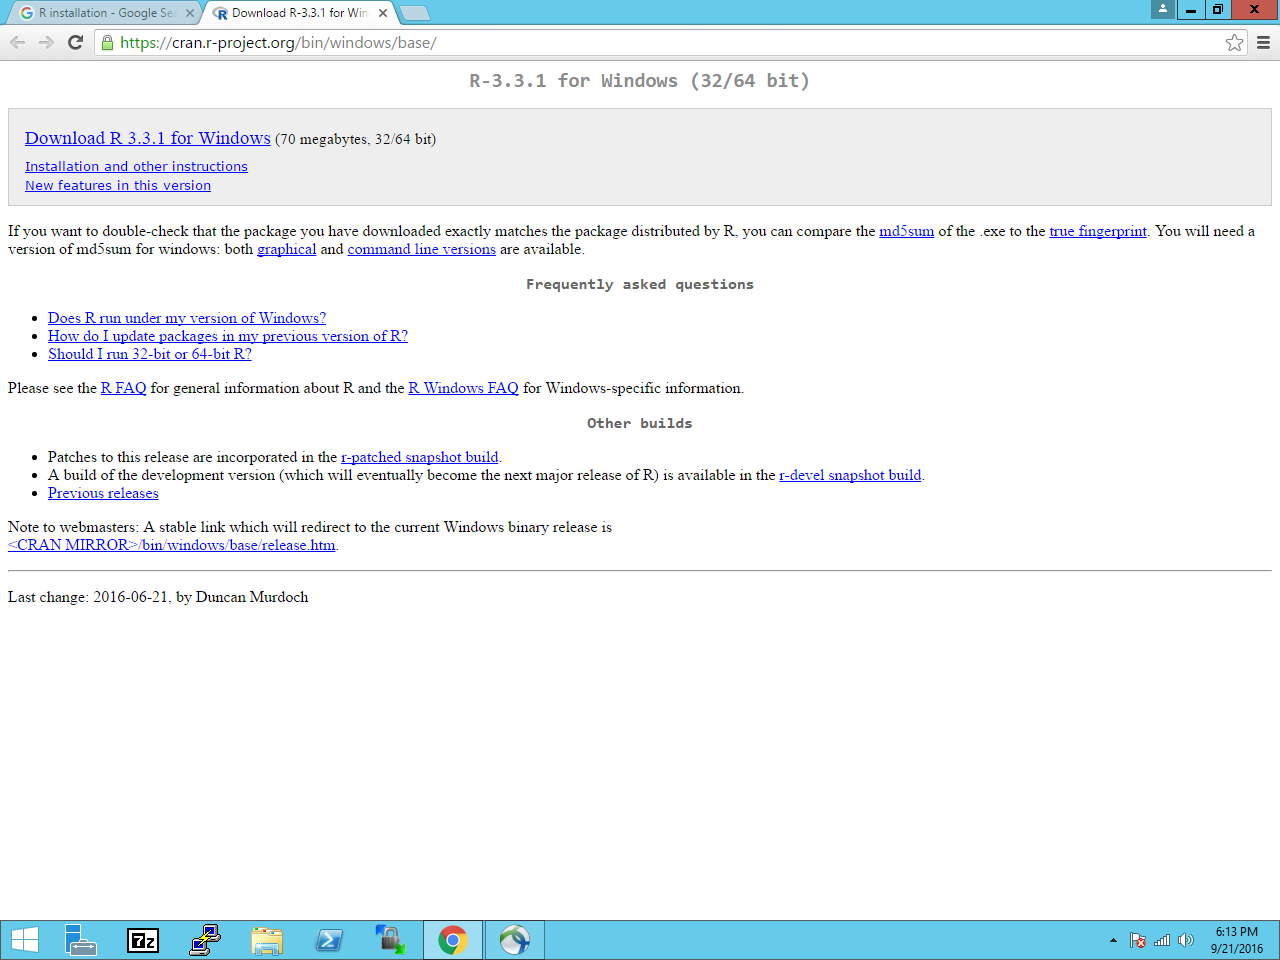 R installation - Google Se
Download R-3.3.1 for Win
https://cran.r-project.org/bin/windows/base/
R-3.3.1 for Windows (32/64 bit)
Download R 3.3.1 for Windows (70 megabytes, 32/64 bit)
Installation and other instructions
New features in this version
If you want to double-check that the package you have downloaded exactly matches the package distributed by R, you can compare the md5sum of the .exe to the true fingerprint. You will need a
version of md5sum for windows: both graphical and command line versions are available.
Frequently asked questions
Does R run under my version of Windows?
How do I update packages in my previous version of R?
Should I run 32-bit or 64-bit R?
Please see the R FAQ for general information about R and the R Windows FAQ for Windows-specific information.
Other builds
Patches to this release are incorporated in the r-patched snapshot build.
A build of the development version (which will eventually become the next major release of R) is available in the r-devel snapshot build.
Previous releases
Note to webmasters: A stable link which will redirect to the current Windows binary release is
<CRAN MIRROR>/bin/windows/base/release.htm.
Last change: 2016-06-21, by Duncan Murdoch
7z
6:13 PM
9/21/2016